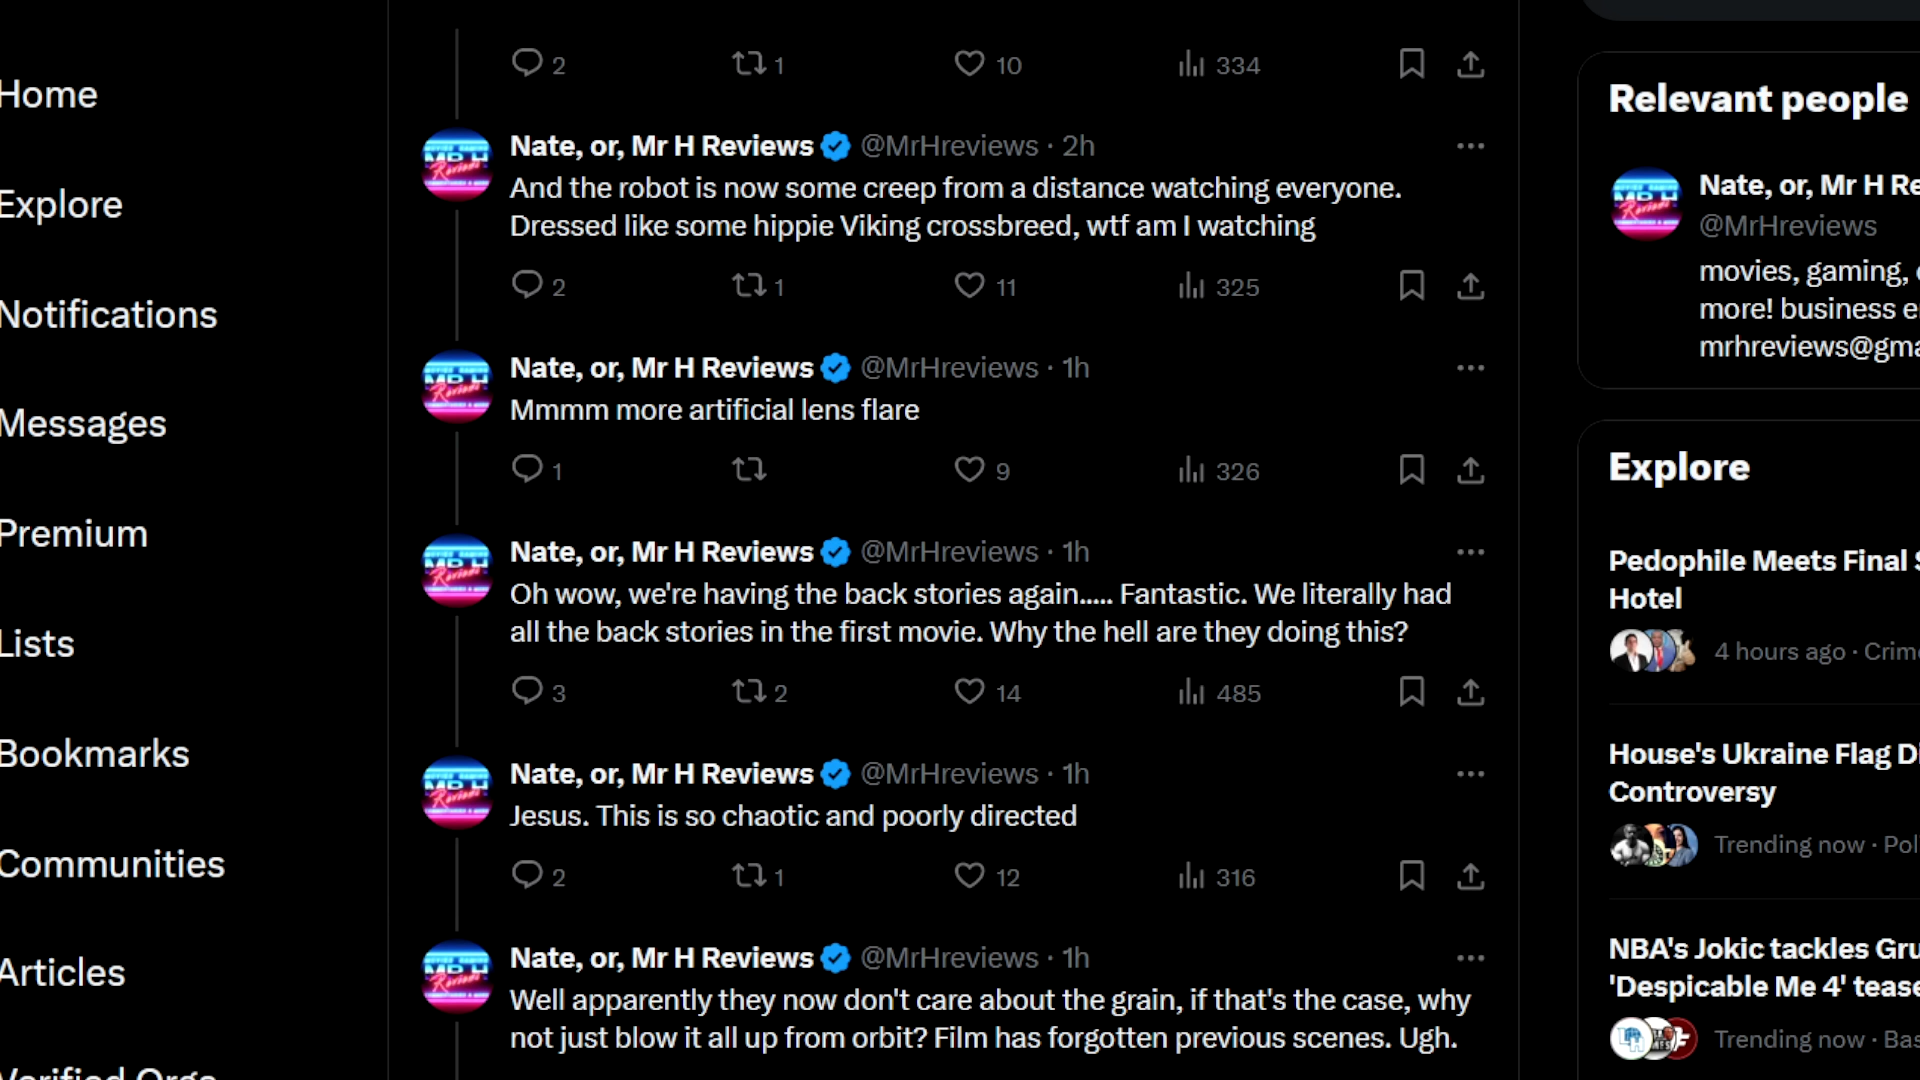 Home
Explore
Notifications
Messages
Premium
Lists
Bookmarks
Communities
Articles
Verified Orgs
2 1 10 334
Nate, or, Mr H Reviews @MrHreviews · 2h
And the robot is now some creep from a distance watching everyone.
Dressed like some hippie Viking crossbreed, wtf am I watching
2 1 11 325
Nate, or, Mr H Reviews @MrHreviews · 1h
Mmmm more artificial lens flare
1 9 326
Nate, or, Mr H Reviews @MrHreviews · 1h
Oh wow, we're having the back stories again..... Fantastic. We literally had
all the back stories in the first movie. Why the hell are they doing this?
3 2 14 485
Nate, or, Mr H Reviews @MrHreviews · 1h
Jesus. This is so chaotic and poorly directed
2 1 12 316
Nate, or, Mr H Reviews @MrHreviews · 1h
Well apparently they now don't care about the grain, if that's the case, why
not just blow it all up from orbit? Film has forgotten previous scenes. Ugh.
Relevant people
Nate, or, Mr H Re
@MrHreviews
movies, gaming,
more! business e
mrhreviews@gma
Explore
Pedophile Meets Final S
Hotel
4 hours ago · Crime
House's Ukraine Flag Di
Controversy
Trending now · Pol
NBA's Jokic tackles Gru
'Despicable Me 4' tease
Trending now · Bas